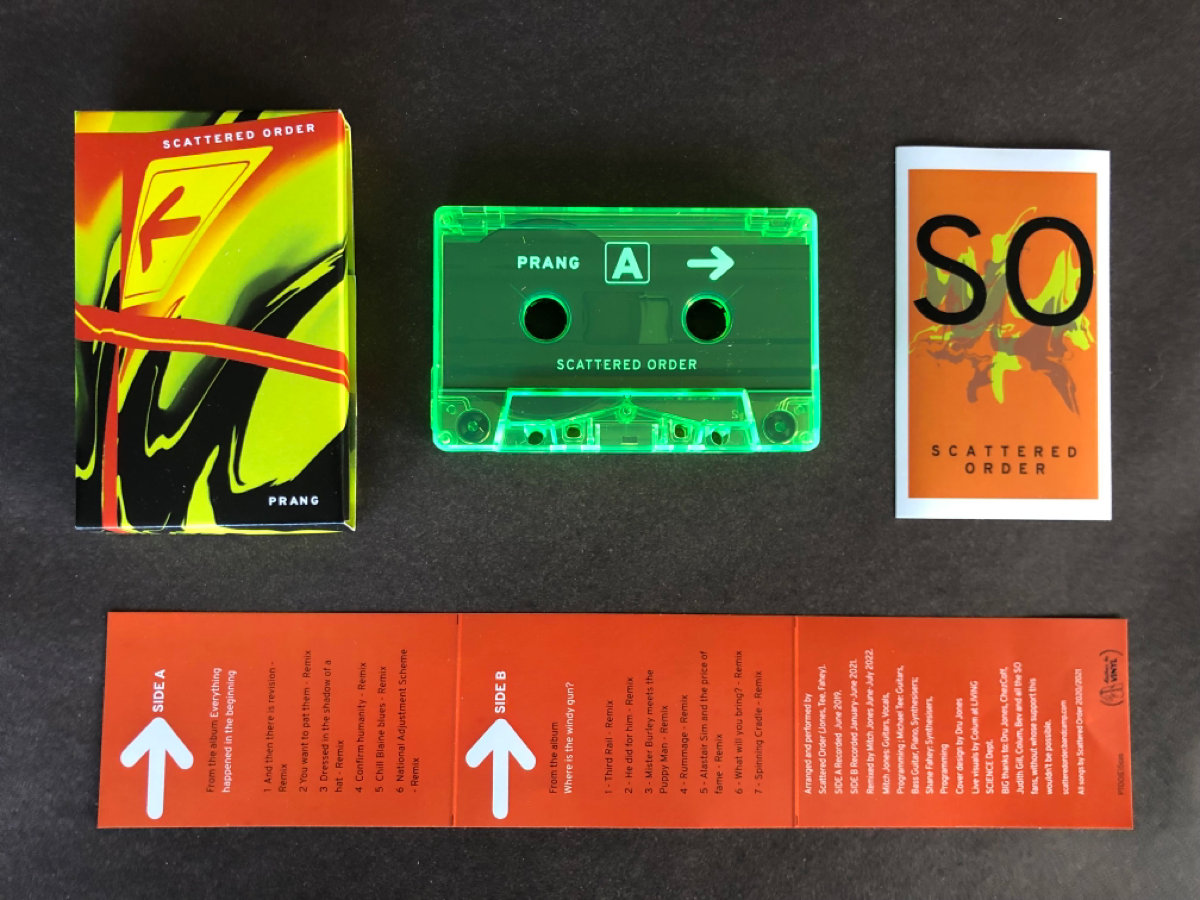 SCATTERED ORDER
PRANG
PRANG A
SCATTERED ORDER
SO
SCATTERED
ORDER
SIDE A
From the album: Everything
happened in the beginning
1 And then there is revision -
Remix
2 You want to pat them - Remix
3 Dressed in the shadow of a
hat - Remix
4 Confirm humanity - Remix
5 Chill Blaine blues - Remix
6 National Adjustment Scheme
- Remix
SIDE B
From the album
Where is the windy gun?
1 - Third Rail - Remix
2 - He did for him - Remix
3 - Mister Burley meets the
Puppy Man - Remix
4 - Rummage - Remix
5 - Alastair Sim and the price of
fame - Remix
6 - What will you bring? - Remix
7 - Spinning Cradle - Remix
Arranged and performed by
Scattered Order (Jones, Tee, Fahey).
SIDE A Recorded June 2019.
SIDE B Recorded January-June 2021.
Remixed by Mitch Jones June-July 2022.
Mitch Jones: Guitars, Vocals,
Programming | Michael Tee: Guitars,
Bass Guitar, Piano, Synthesisers;
Shane Fahey: Synthesisers,
Programming
Cover design by Dru Jones
Live visuals by Colum at LIVING
SCIENCE Dept.
BIG thanks to: Dru Jones,
Judith Gill, Colum, Bev and all the SO
fans, without whose support this
wouldn't be possible.
scatteredorder.bandcamp.com
All songs by Scattered Order 2020/2021
VINYL